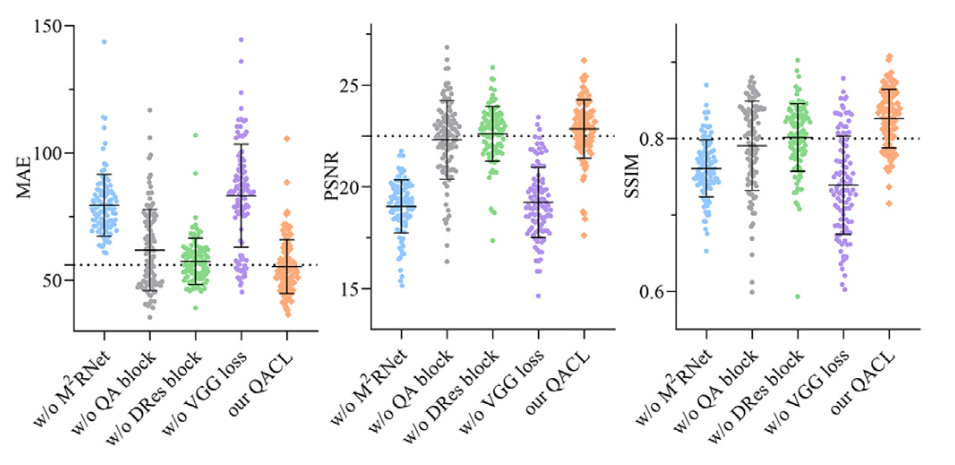 MAE
150
100
50
w/o M²RNet
w/o QA block
w/o DRes block
w/o VGG loss
our QACL
PSNR
25
20
15
w/o M²RNet
w/o QA block
w/o DRes block
w/o VGG loss
our QACL
SSIM
0.8
0.6
w/o M²RNet
w/o QA block
w/o DRes block
w/o VGG loss
our QACL